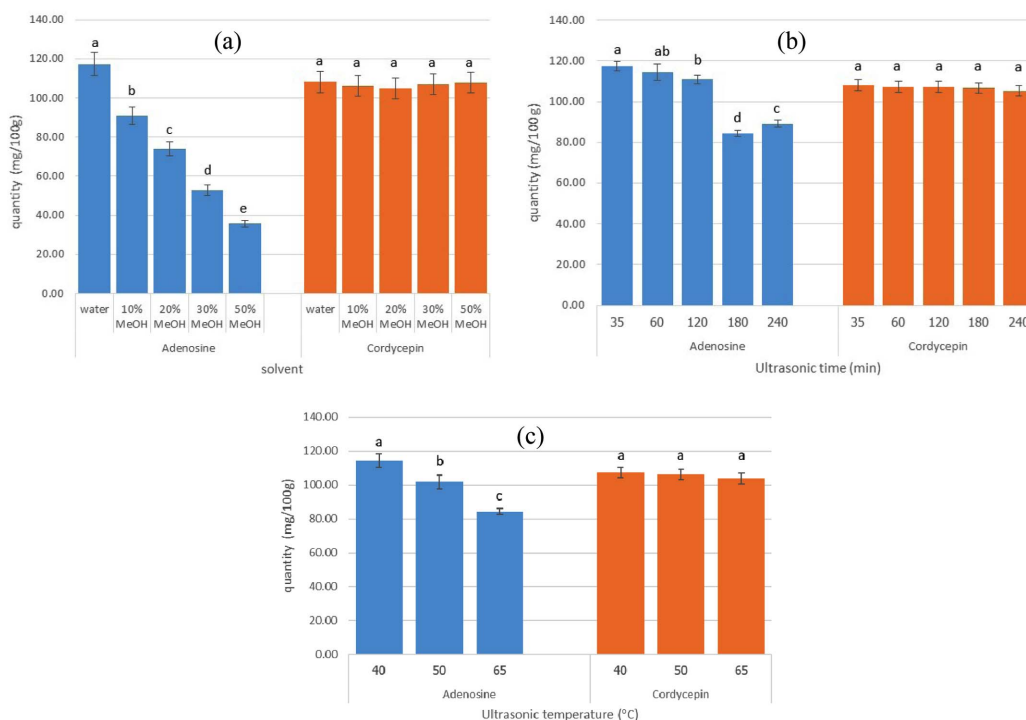 (a)
quantity (mg/100g)
140.00
120.00
100.00
80.00
60.00
40.00
20.00
0.00
a b c d e a a a a a
water 10% MeOH 20% MeOH 30% MeOH 50% MeOH water 10% MeOH 20% MeOH 30% MeOH 50% MeOH
Adenosine Cordycepin
solvent
(b)
quantity (mg/100g)
140.00
120.00
100.00
80.00
60.00
40.00
20.00
0.00
a ab b d c a a a a a
35 60 120 180 240 35 60 120 180 240
Adenosine Cordycepin
Ultrasonic time (min)
(c)
quantity (mg/100g)
140.00
120.00
100.00
80.00
60.00
40.00
20.00
0.00
a b c a a a
40 50 65 40 50 65
Adenosine Cordycepin
Ultrasonic temperature (°C)